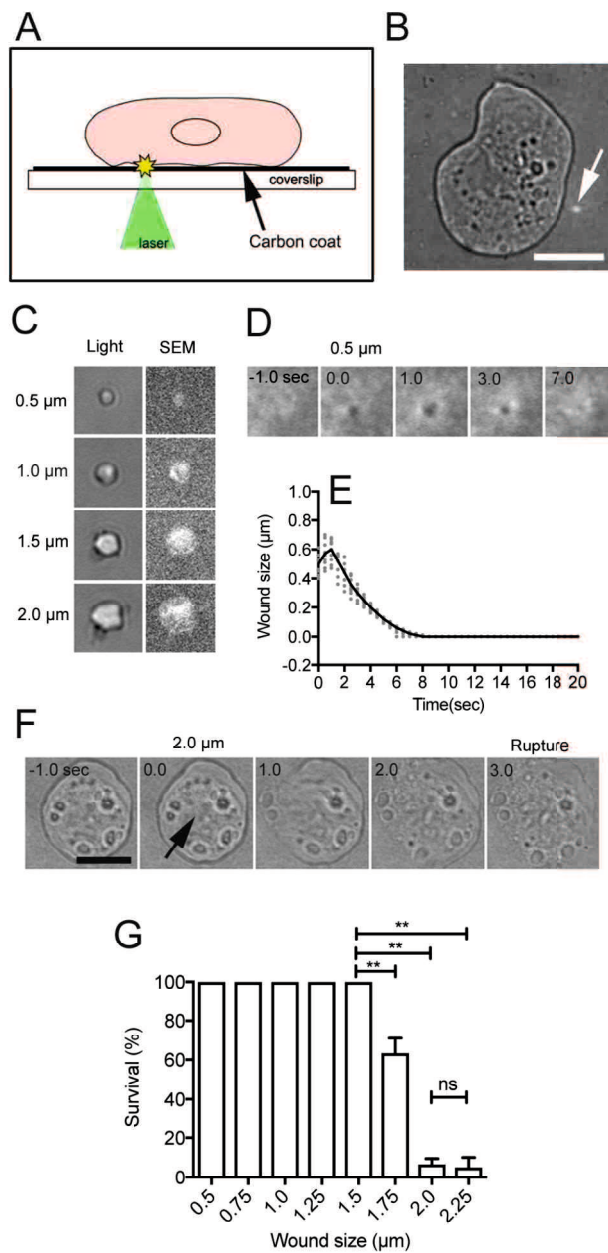 A
coverslip
laser
Carbon coat
B
C
Light SEM
0.5 µm
1.0 µm
1.5 µm
2.0 µm
D
0.5 µm
-1.0 sec 0.0 1.0 3.0 7.0
E
Wound size (µm)
1.0
0.8
0.6
0.4
0.2
0.0
-0.2
0 2 4 6 8 10 12 14 16 18 20
Time(sec)
F
2.0 µm Rupture
-1.0 sec 0.0 1.0 2.0 3.0
G
**
**
**
ns
Survival (%)
100
80
60
40
20
0
0.5 0.75 1.0 1.25 1.5 1.75 2.0 2.25
Wound size (µm)